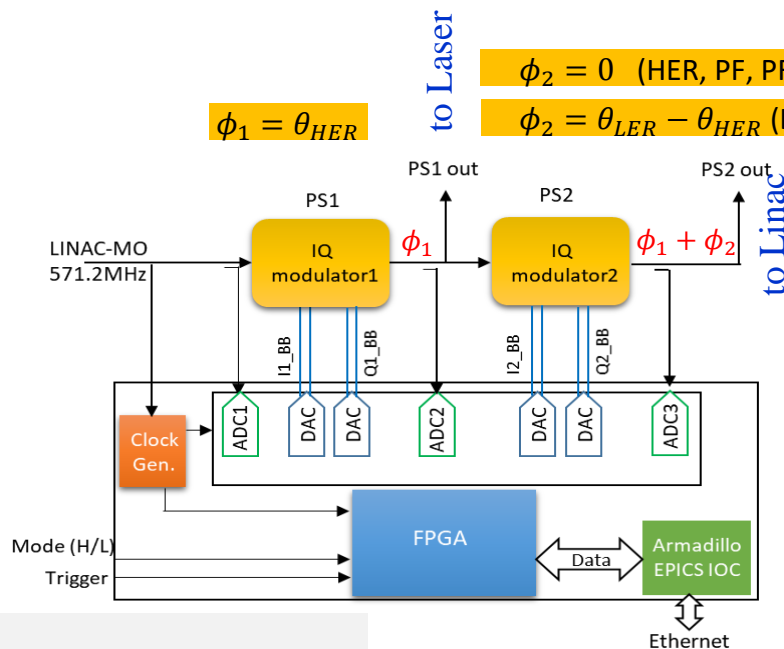 to Laser
ϕ₂ = 0 (HER, PF, PF
ϕ₁ = θ_HER
ϕ₂ = θ_LER − θ_HER (
PS1 out
PS2 out
PS1
PS2
to Linac
LINAC-MO
571.2MHz
IQ
modulator1
ϕ₁
IQ
modulator2
ϕ₁ + ϕ₂
I1_BB
Q1_BB
I2_BB
Q2_BB
ADC1
DAC
DAC
ADC2
DAC
DAC
ADC3
Clock
Gen.
FPGA
Mode (H/L)
Trigger
Data
Armadillo
EPICS IOC
Ethernet